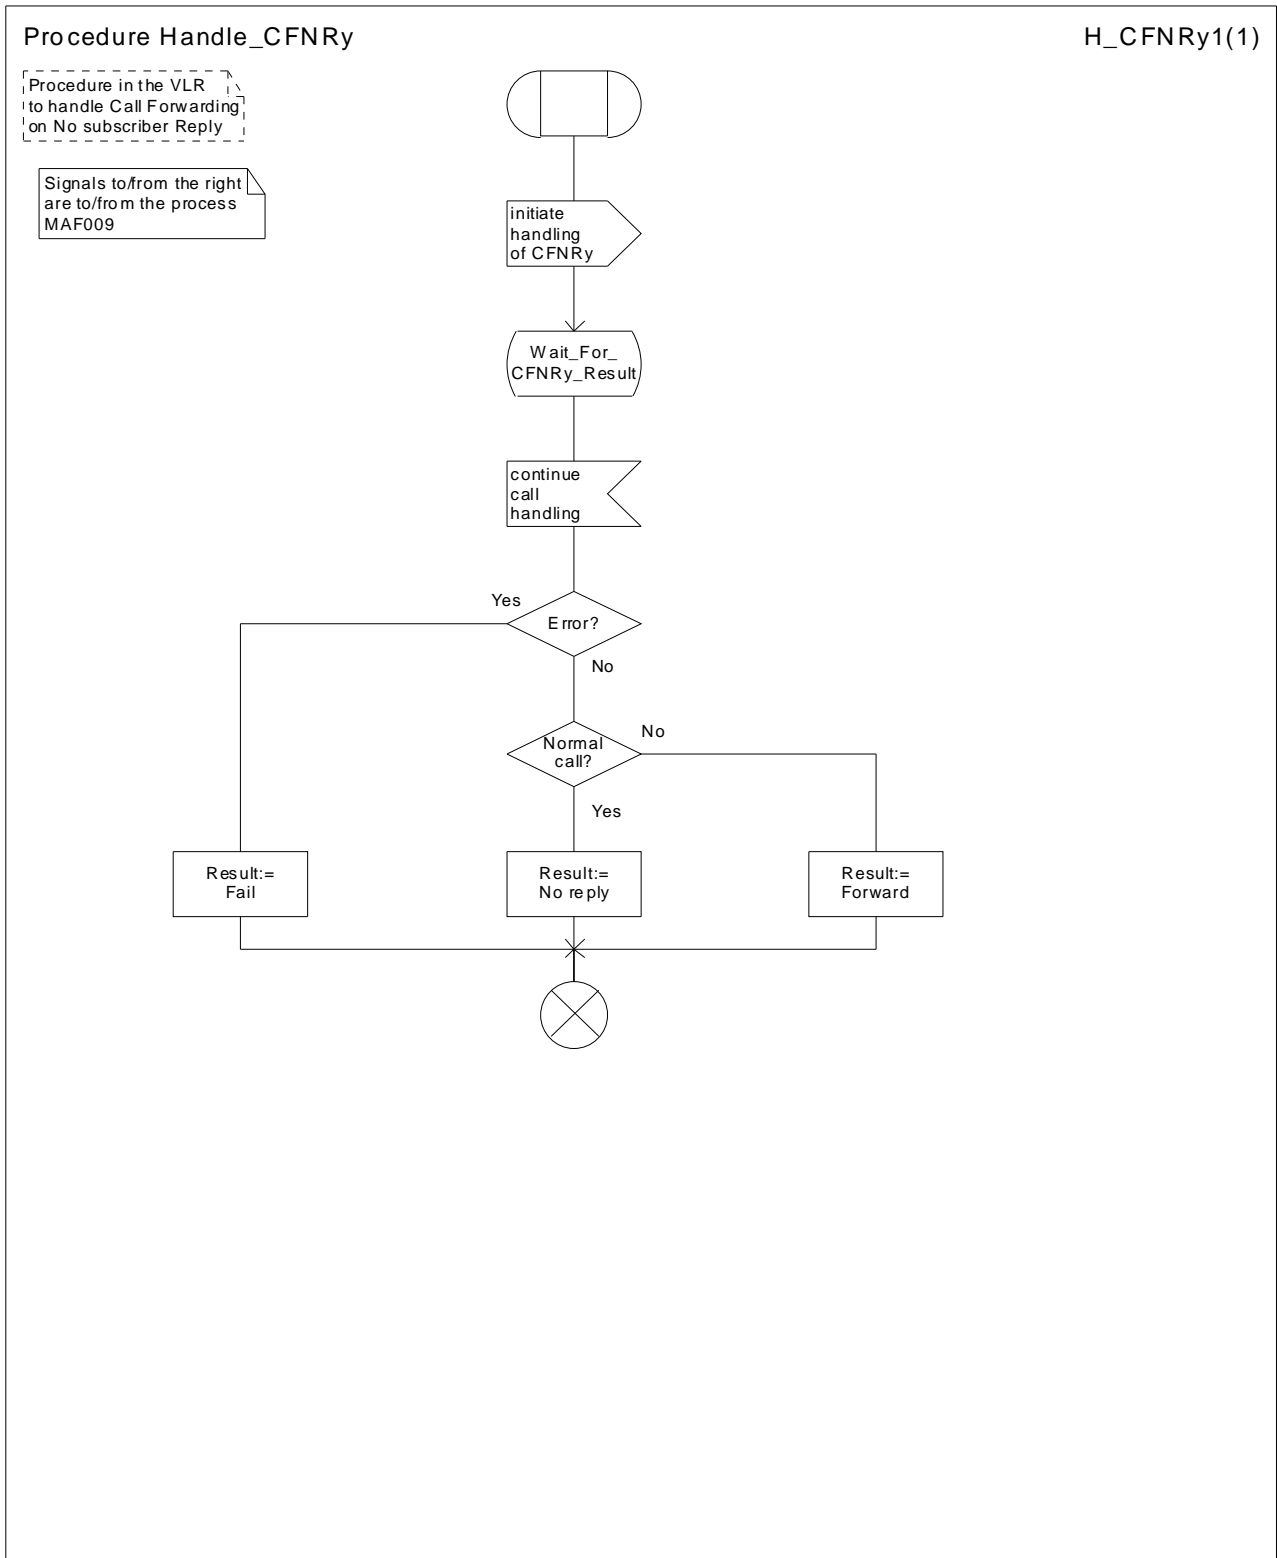 Procedure Handle_CFNRy
H_CFNRy1(1)
Procedure in the VLR
to handle Call Forwarding
on No subscriber Reply
Signals to/from the right
are to/from the process
MAF009
initiate
handling
of CFNRy
Wait_For_
CFNRy_Result
continue
call
handling
Yes
Error?
No
No
Normal
call?
Yes
Result:=
Fail
Result:=
No reply
Result:=
Forward